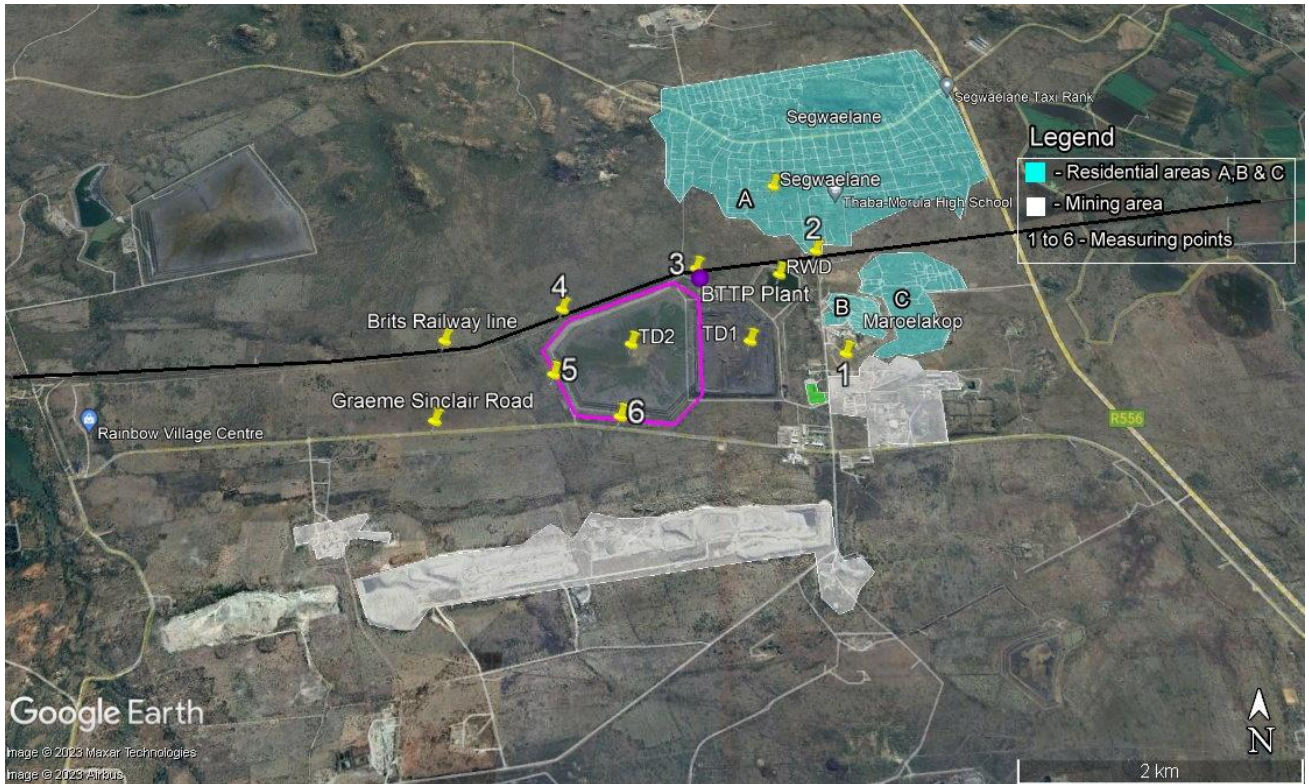 Segwaelane Taxi Rank
Segwaelane
Legend
- Residential areas A,B & C
- Mining area
1 to 6 - Measuring points
Segwaelane
A
Thaba-Morula High School
2
3
RWD
BTTP Plant
4
B
C
Maroelakop
Brits Railway line
TD2
TD1
1
5
Graeme Sinclair Road
6
R556
Rainbow Village Centre
Google Earth
Image © 2023 Maxar Technologies
Image © 2023 Airbus
N
2 km